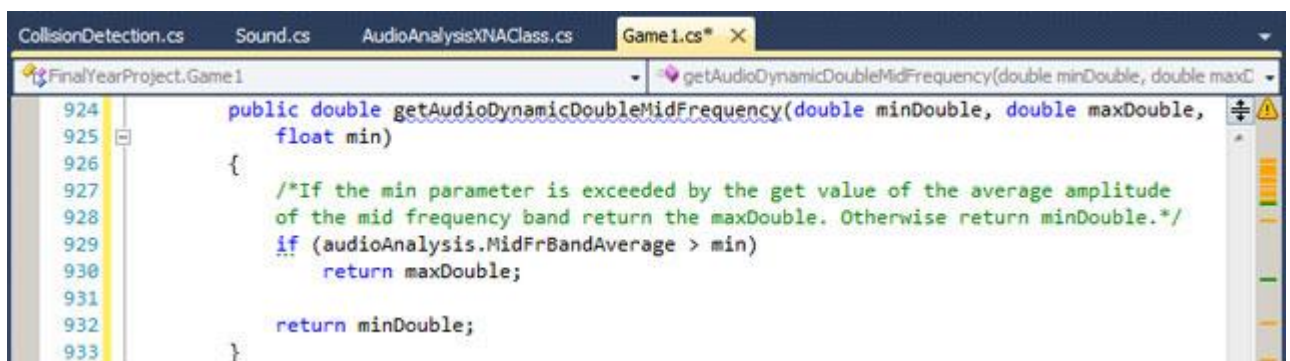 CollisionDetection.cs Sound.cs AudioAnalysisXNAClass.cs Game1.cs* X
FinalYearProject.Game1 getAudioDynamicDoubleMidFrequency(double minDouble, double maxD
924 public double getAudioDynamicDoubleMidFrequency(double minDouble, double maxDouble,
925 float min)
926 {
927 /*If the min parameter is exceeded by the get value of the average amplitude
928 of the mid frequency band return the maxDouble. Otherwise return minDouble.*/
929 if (audioAnalysis.MidFrBandAverage > min)
930 return maxDouble;
931
932 return minDouble;
933 }